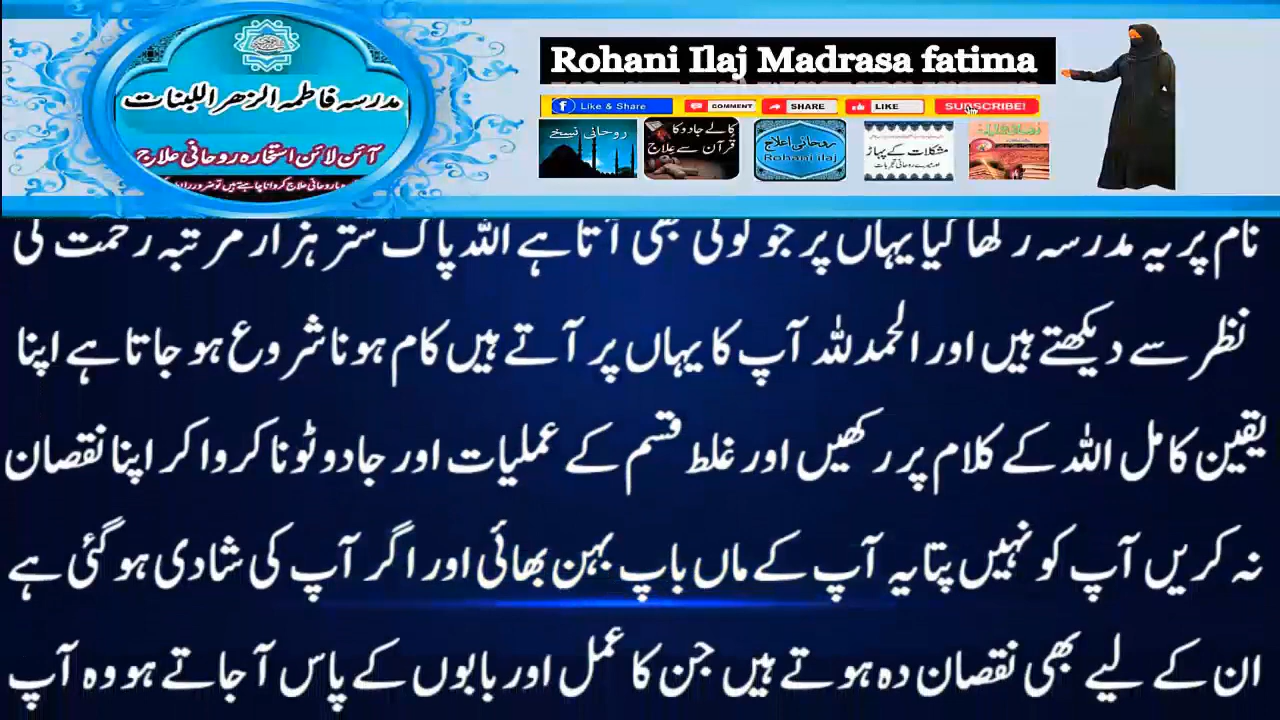 مدرسہ فاطمہ الزھرا للبنات
آئن لائن استخارہ روحانی علاج
Rohani Ilaj Madrasa fatima
Like & Share
COMMENT
SHARE
LIKE
SUBSCRIBE!
روحانی نسخے
کالے جادو کا
قرآن سے علاج
روحانی علاج
Rohani ilaj
مشکلات کے پہاڑ
نام پر یہ مدرسہ رکھا گیا یہاں پر جو کوئی بھی آتا ہے اللہ پاک ستر ہزار مرتبہ رحمت کی
نظر سے دیکھتے ہیں اور الحمدللہ آپ کا یہاں پر آتے ہیں کام ہونا شروع ہو جاتا ہے اپنا
یقین کامل اللہ کے کلام پر رکھیں اور غلط قسم کے عملیات اور جادو ٹونا کروا کر اپنا نقصان
نہ کریں آپ کو نہیں پتا یہ آپ کے ماں باپ بہن بھائی اور اگر آپ کی شادی ہو گئی ہے
ان کے لیے بھی نقصان دہ ہوتے ہیں جن کا عمل اور بابوں کے پاس آ جاتے ہو وہ آپ